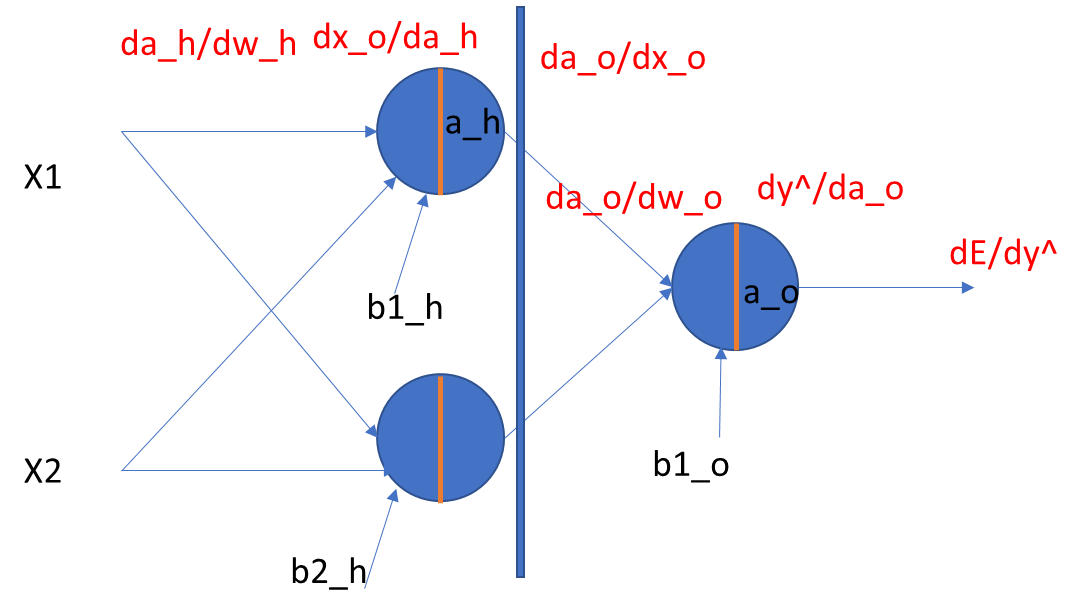 da_h/dw_h
dx_o/da_h
da_o/dx_o
a_h
X1
da_o/dw_o
dy^/da_o
dE/dy^
a_o
b1_h
X2
b1_o
b2_h